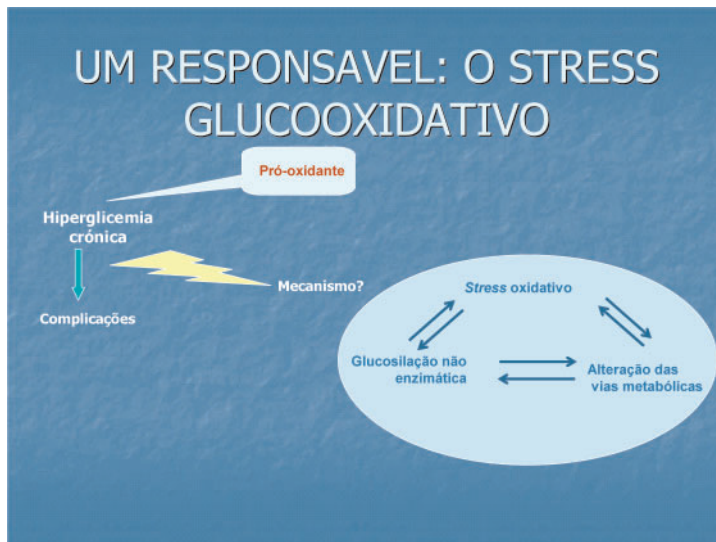 UM RESPONSAVEL: O STRESS
GLUCOOXIDATIVO
Pró-oxidante
Hiperglicemia
crónica
Mecanismo?
Complicações
Stress oxidativo
Glucosilação não
enzimática
Alteração das
vias metabólicas